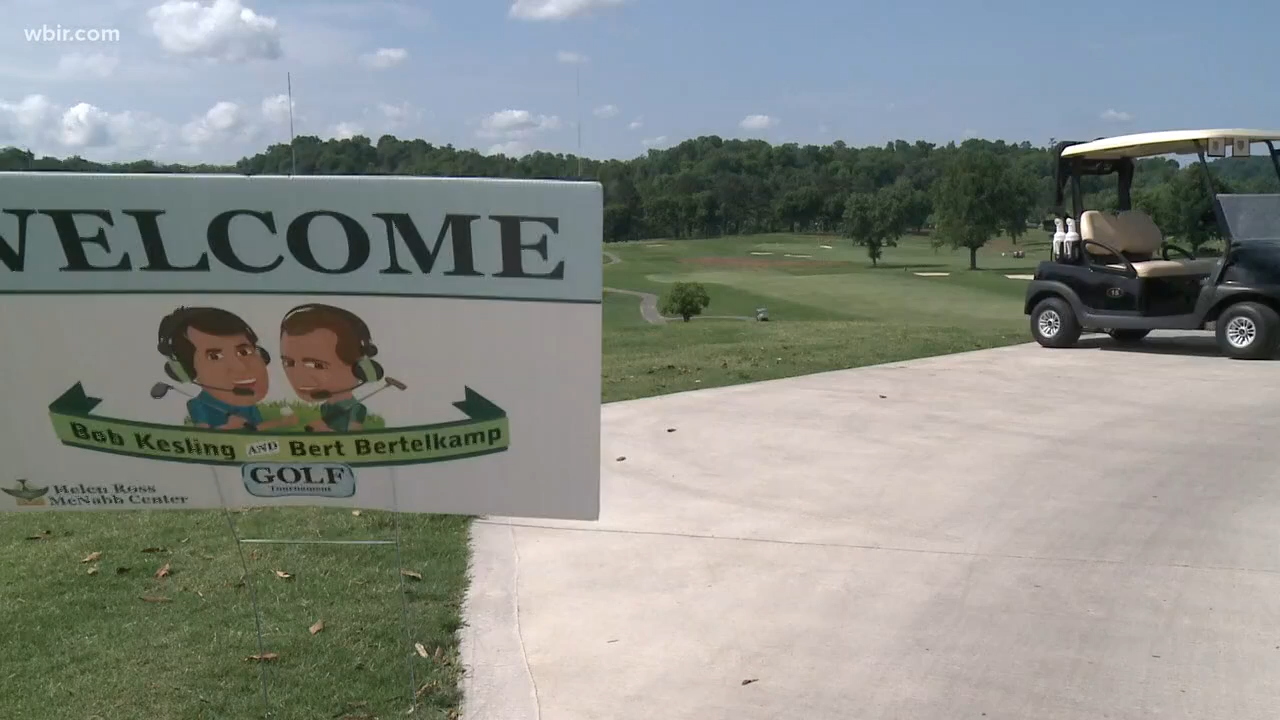 wbir.com
WELCOME
Bob Kesling AND Bert Bertelkamp
GOLF
Tournament
Helen Ross
McNabb Center